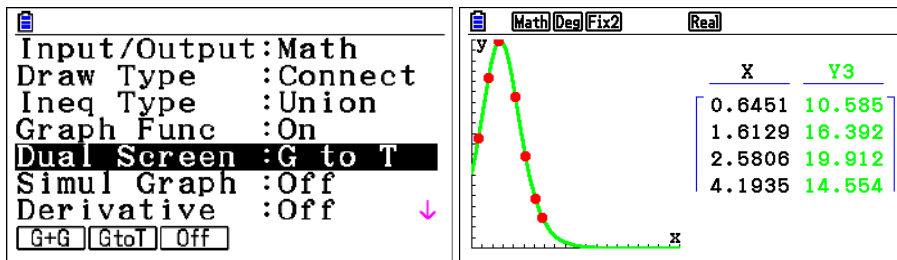 Input/Output:Math
Draw Type :Connect
Ineq Type :Union
Graph Func :On
Dual Screen :G to T
Simul Graph :Off
Derivative :Off ↓
G+G GtoT Off
Math Deg Fix2 Real
y
X Y3
0.6451 10.585
1.6129 16.392
2.5806 19.912
4.1935 14.554
x